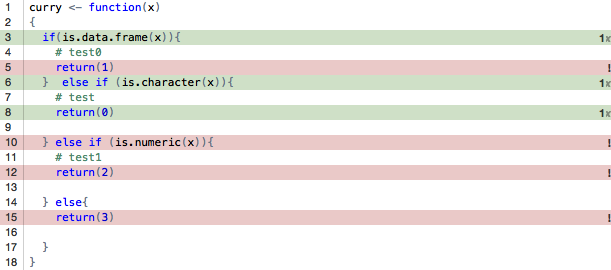 1 curry <- function(x)
2 {
3 if(is.data.frame(x)){ 1x
4 # test0
5 return(1) !
6 } else if (is.character(x)){ 1x
7 # test
8 return(0) 1x
9
10 } else if (is.numeric(x)){ !
11 # test1
12 return(2) !
13
14 } else{
15 return(3) !
16
17 }
18 }